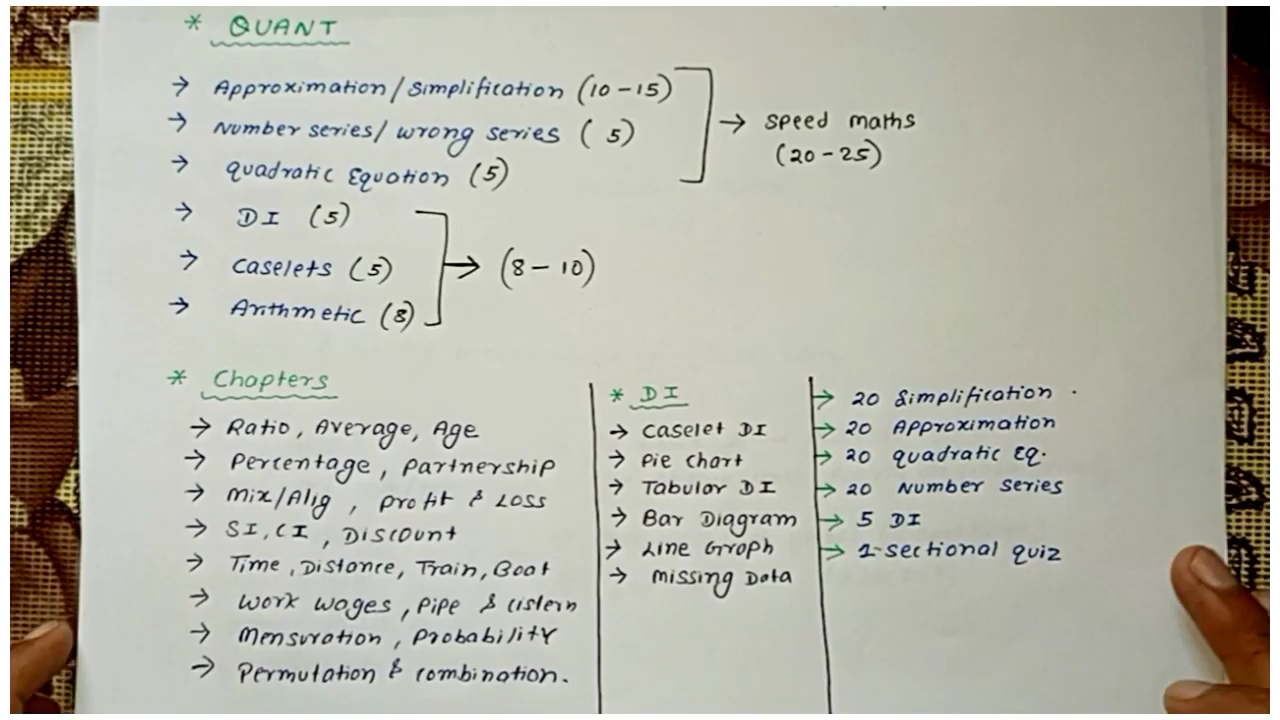 * QUANT
→ Approximation/Simplification (10-15)
→ Number series/ wrong series (5)
→ quadratic Equation (5)
→ speed maths
(20-25)
→ DI (5)
→ caselets (5)
→ Arithmetic (8)
→ (8-10)
* Chapters
→ Ratio, Average, Age
→ Percentage, partnership
→ Mix/Alig, profit & Loss
→ SI, CI, Discount
→ Time, Distance, Train, Boat
→ work wages, pipe & cistern
→ Mensuration, Probability
→ Permutation & combination.
* DI
→ caselet DI
→ Pie chart
→ Tabular DI
→ Bar Diagram
→ Line Graph
→ missing Data
→ 20 Simplification
→ 20 Approximation
→ 20 quadratic Eq.
→ 20 Number series
→ 5 DI
→ 1-sectional quiz